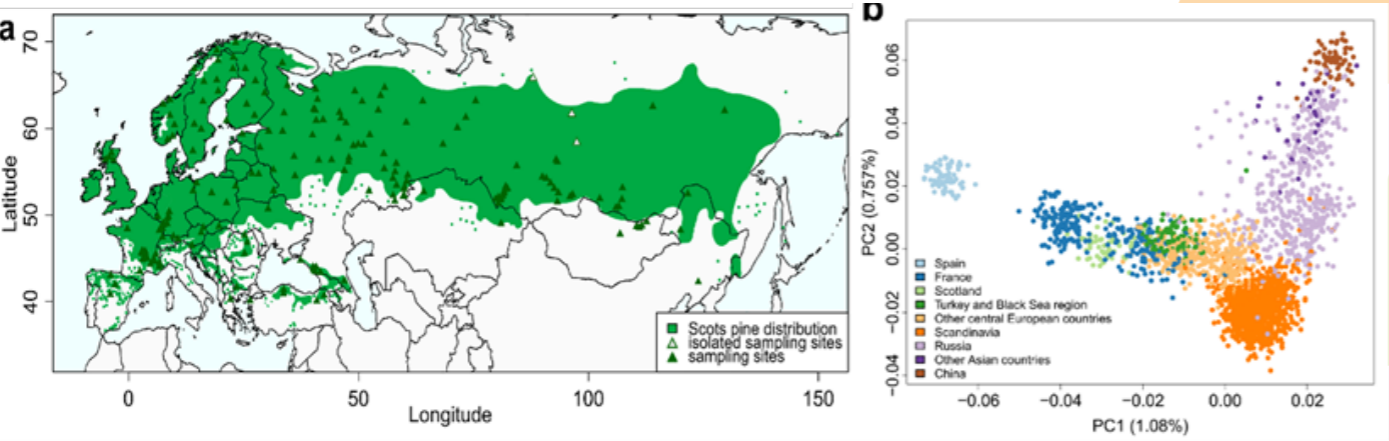 a
70
60
50
40
Latitude
0
50
100
150
Longitude
Scots pine distribution
isolated sampling sites
sampling sites
b
0.06
0.04
0.02
0.00
−0.02
−0.04
PC2 (0.757%)
Spain
France
Scotland
Turkey and Black Sea region
Other central European countries
Scandinavia
Russia
Other Asian countries
China
−0.06
−0.04
−0.02
0.00
0.02
PC1 (1.08%)